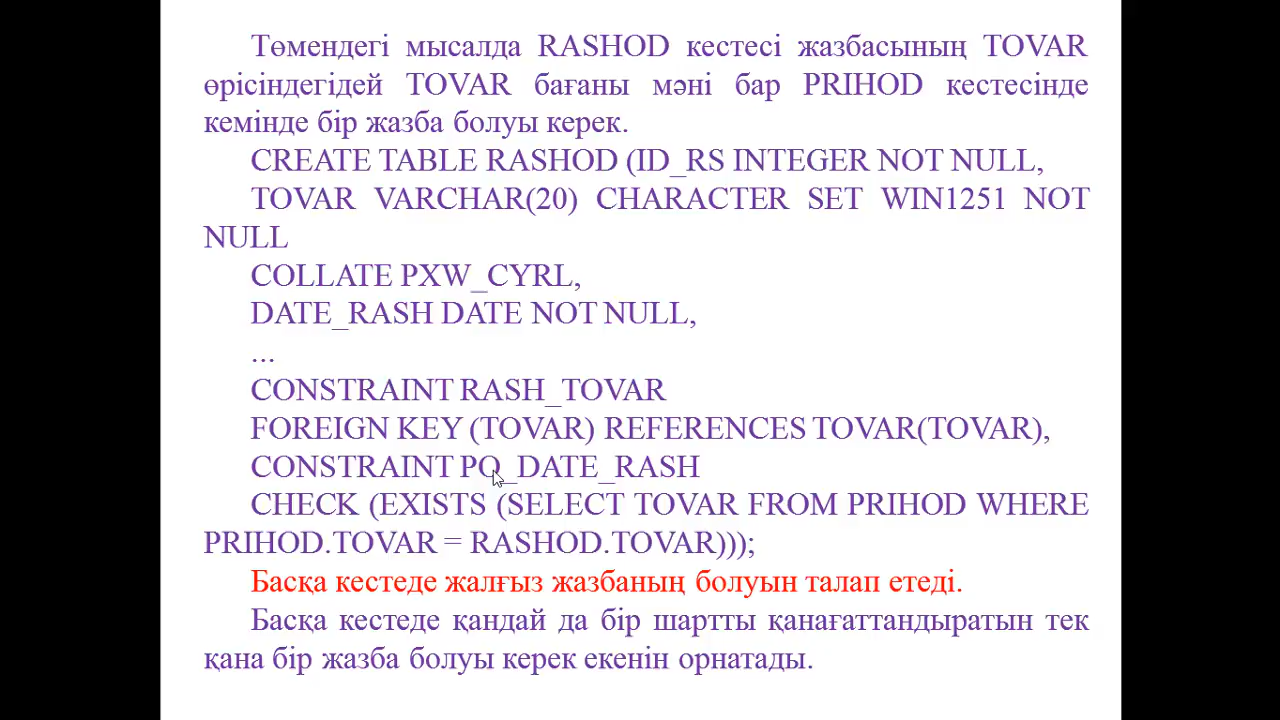 Төмендегі мысалда RASHOD кестесі жазбасының TOVAR
өрісіндегідей TOVAR бағаны мәні бар PRIHOD кестесінде
кемінде бір жазба болуы керек.
CREATE TABLE RASHOD (ID_RS INTEGER NOT NULL,
TOVAR VARCHAR(20) CHARACTER SET WIN1251 NOT
NULL
COLLATE PXW_CYRL,
DATE_RASH DATE NOT NULL,
...
CONSTRAINT RASH_TOVAR
FOREIGN KEY (TOVAR) REFERENCES TOVAR(TOVAR),
CONSTRAINT PO_DATE_RASH
CHECK (EXISTS (SELECT TOVAR FROM PRIHOD WHERE
PRIHOD.TOVAR = RASHOD.TOVAR)));
Басқа кестеде жалғыз жазбаның болуын талап етеді.
Басқа кестеде қандай да бір шартты қанағаттандыратын тек
қана бір жазба болуы керек екенін орнатады.